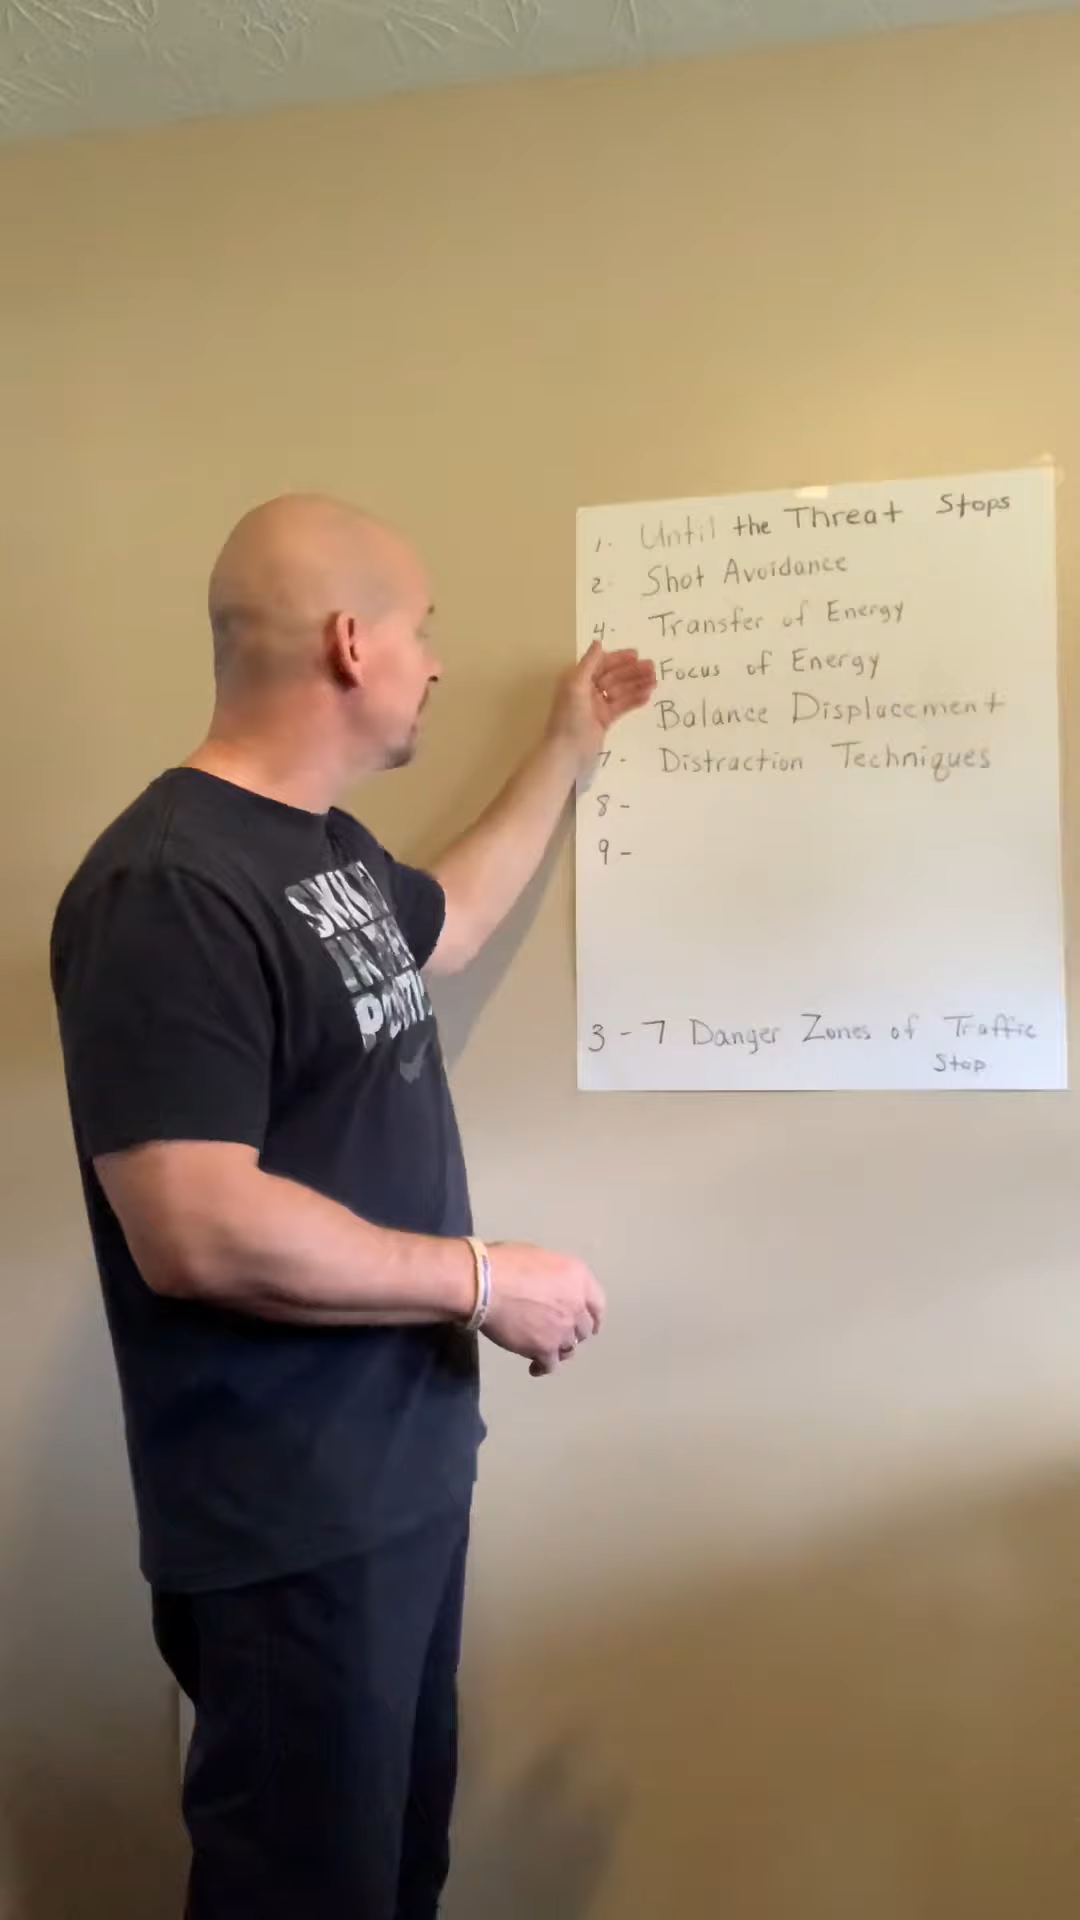 1. Until the Threat Stops
2. Shot Avoidance
4. Transfer of Energy
Focus of Energy
Balance Displacement
7- Distraction Techniques
8-
9-
3-7 Danger Zones of Traffic
Stop